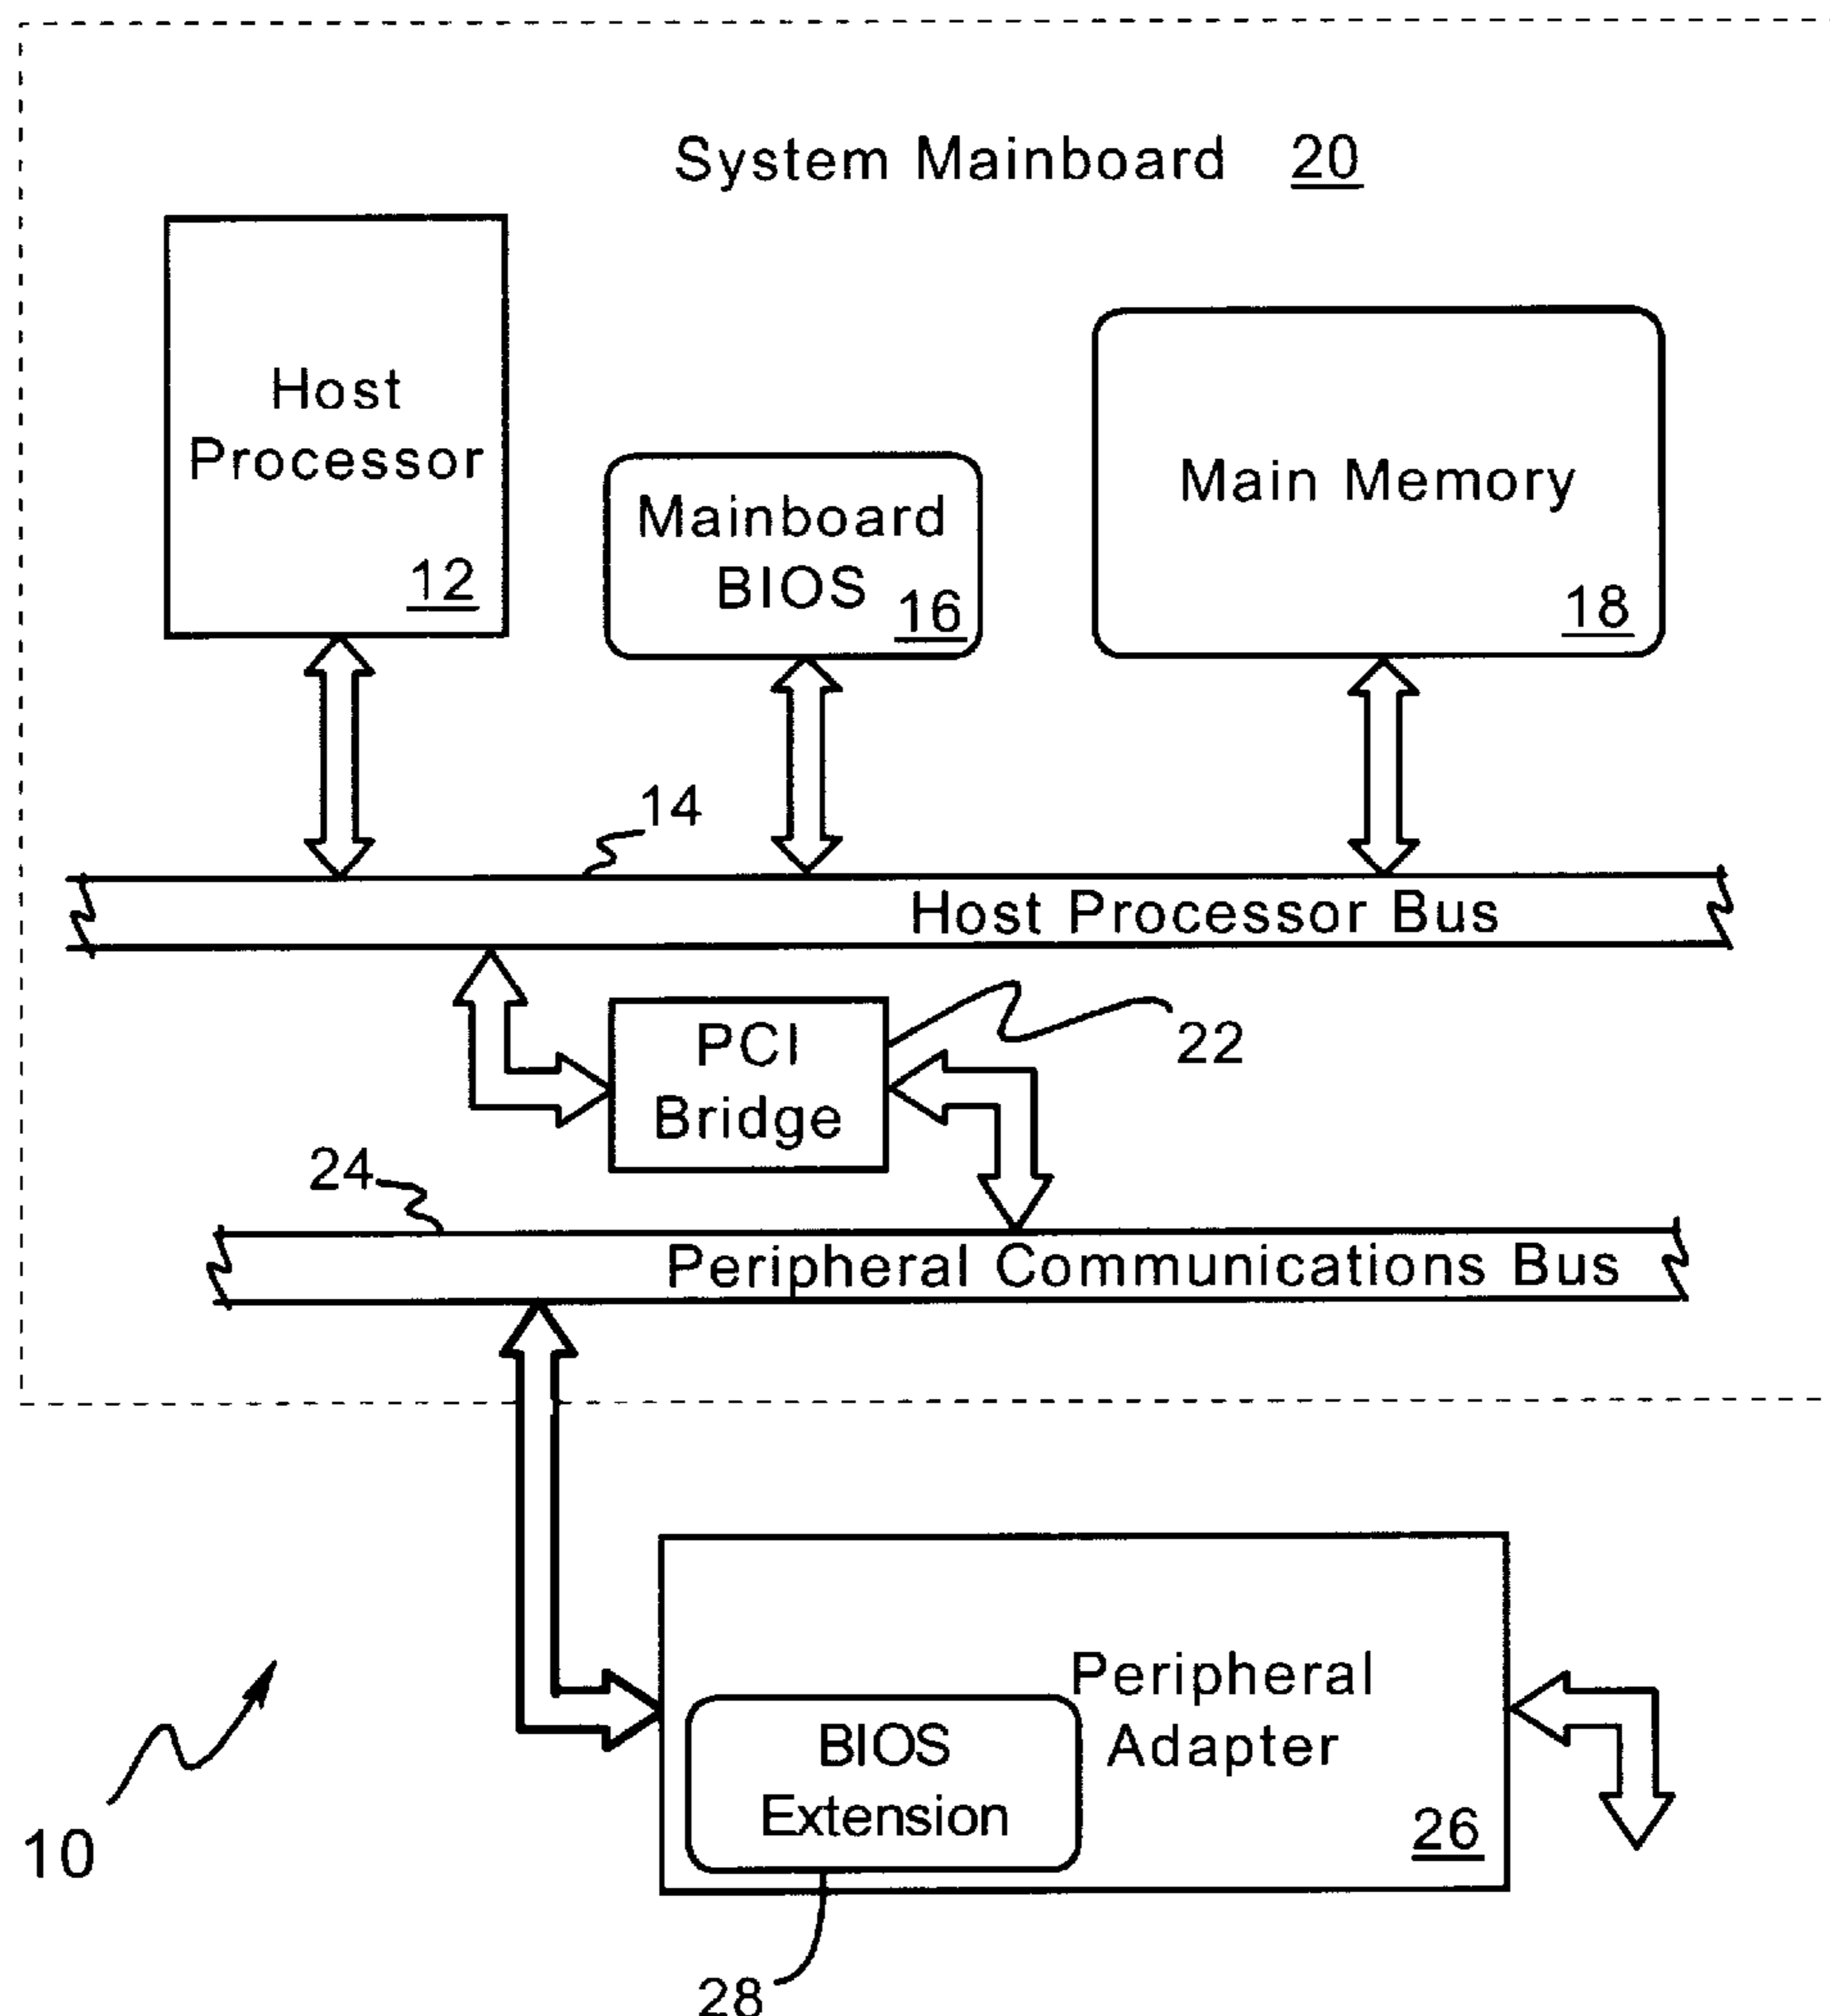 System Mainboard 20
Host
Processor
12
Mainboard
BIOS
16
Main Memory
18
14
Host Processor Bus
PCI
Bridge
22
24
Peripheral Communications Bus
Peripheral
Adapter
26
BIOS
Extension
10
28